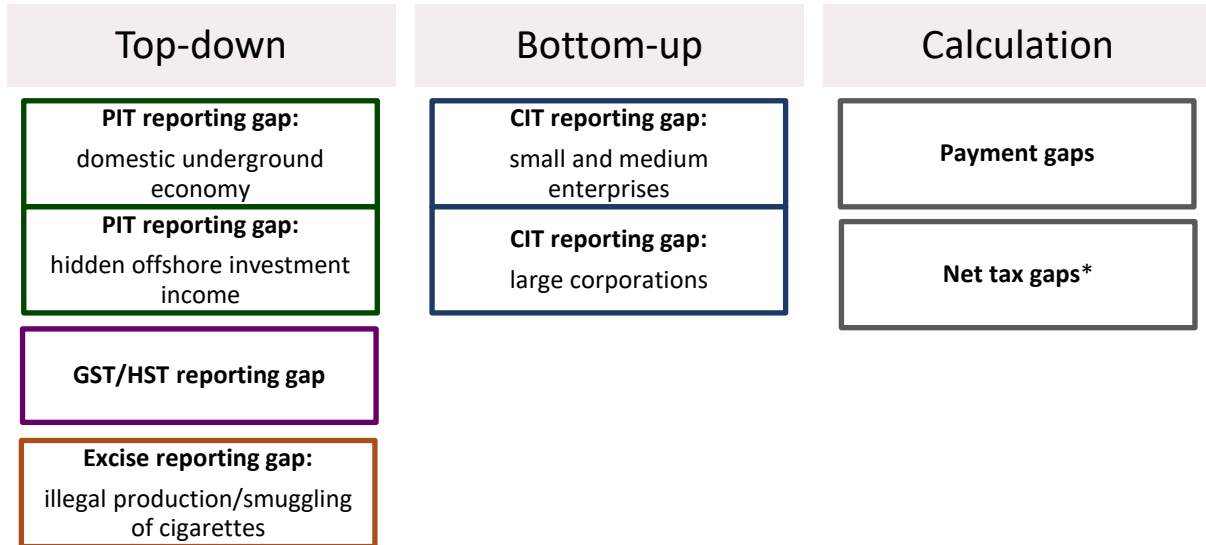 Top-down
PIT reporting gap:
domestic underground
economy
PIT reporting gap:
hidden offshore investment
income
GST/HST reporting gap
Excise reporting gap:
illegal production/smuggling
of cigarettes
Bottom-up
CIT reporting gap:
small and medium
enterprises
CIT reporting gap:
large corporations
Calculation
Payment gaps
Net tax gaps*